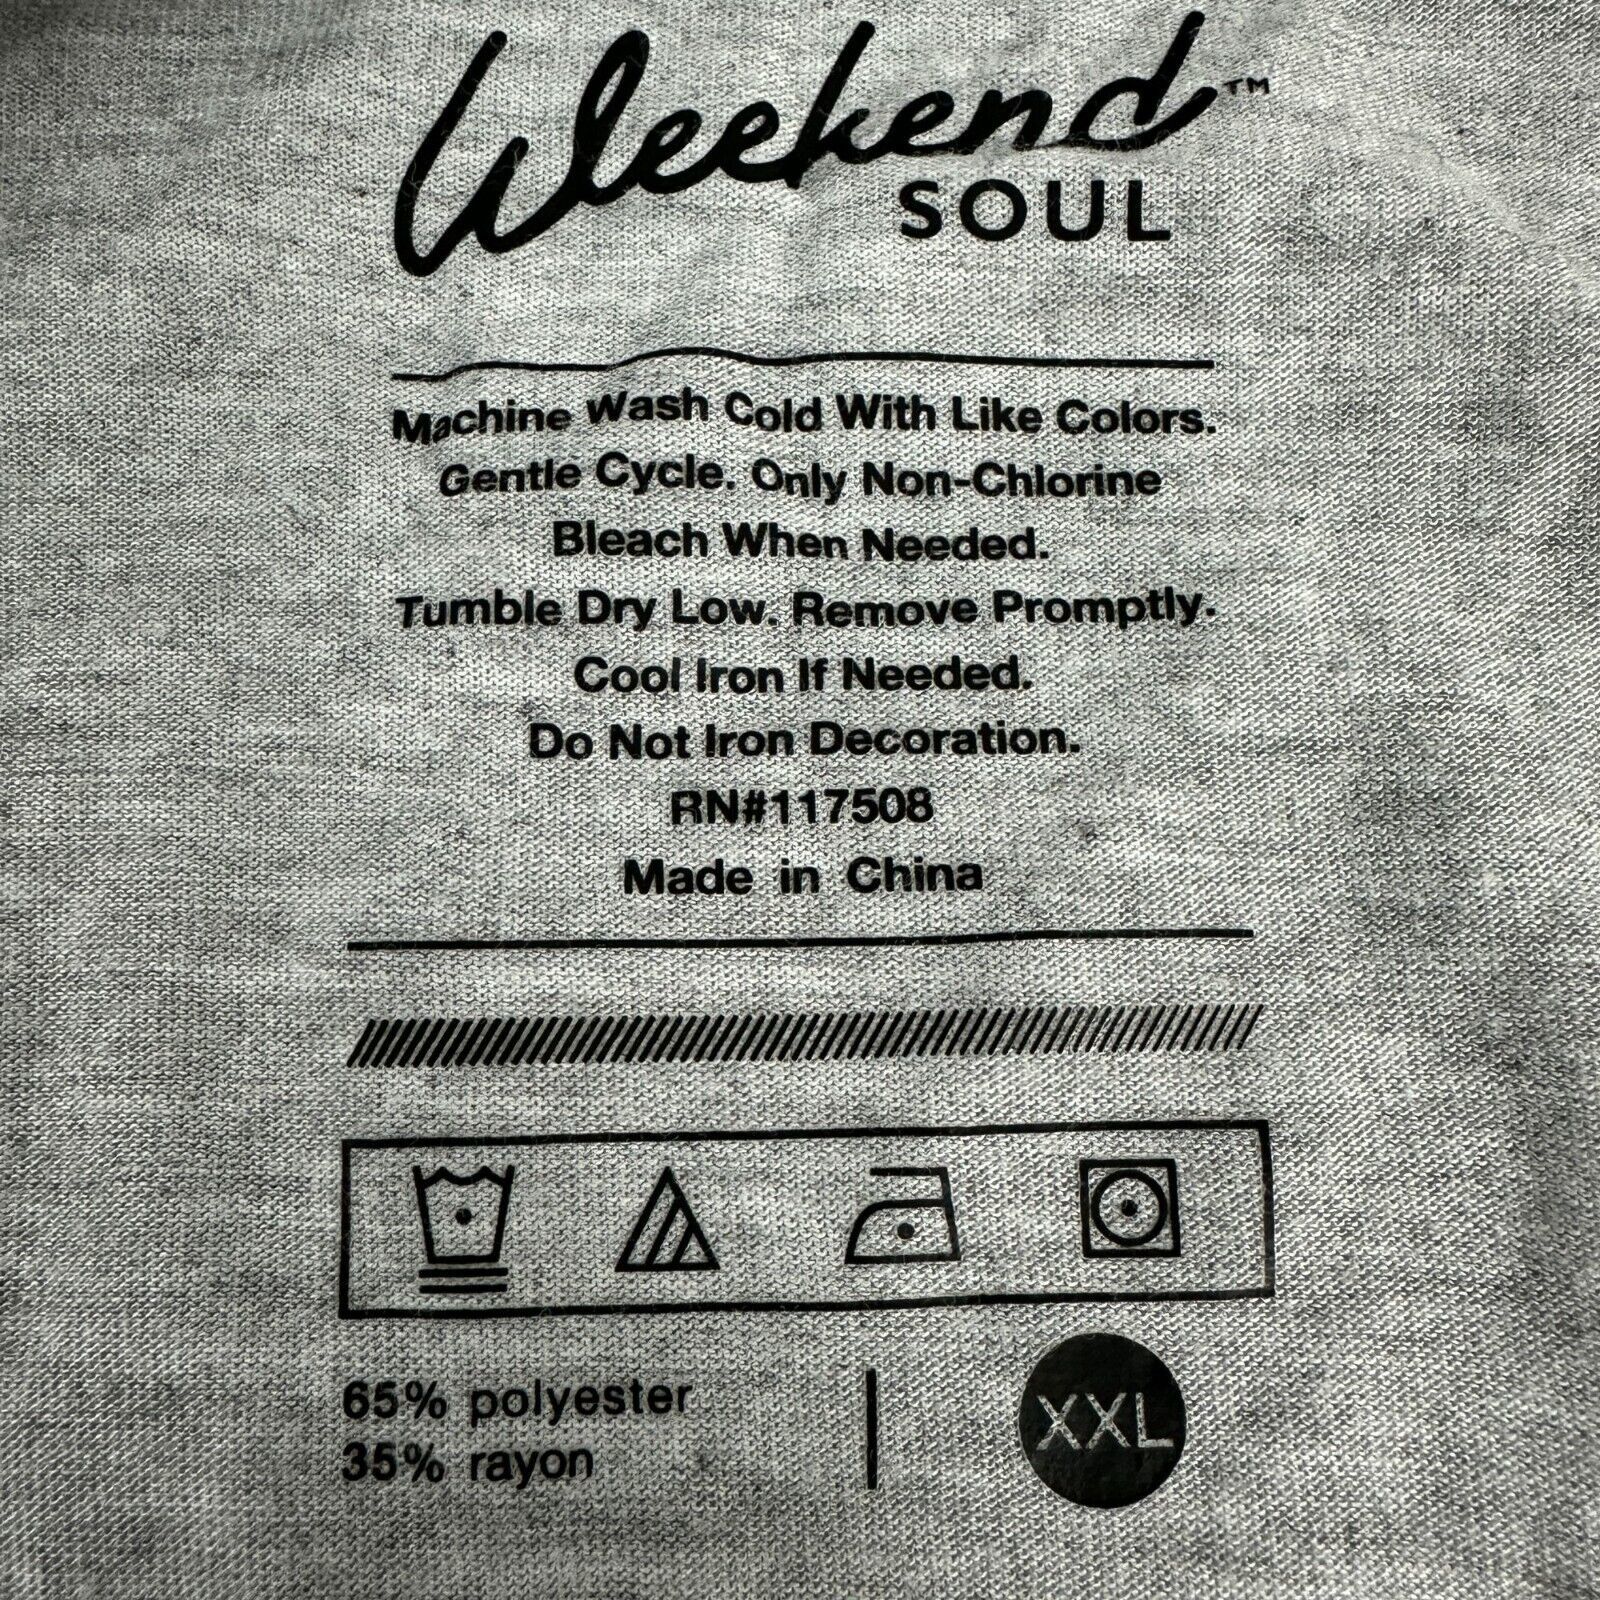 Weekend™
SOUL
Machine Wash Cold With Like Colors.
Gentle Cycle. Only Non-Chlorine
Bleach When Needed.
Tumble Dry Low. Remove Promptly.
Cool Iron If Needed.
Do Not Iron Decoration.
RN#117508
Made in China
65% polyester
35% rayon
XXL